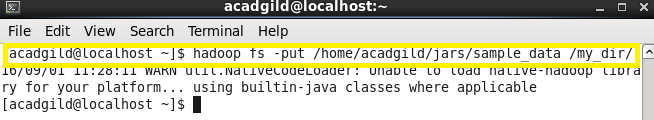 acadgild@localhost:~
File Edit View Search Terminal Help
acadgild@localhost ~]$ hadoop fs -put /home/acadgild/jars/sample_data /my_dir/
16/09/01 11:28:11 WARN util.NativeCodeLoader: Unable to load native-hadoop libra
ry for your platform... using builtin-java classes where applicable
[acadgild@localhost ~]$